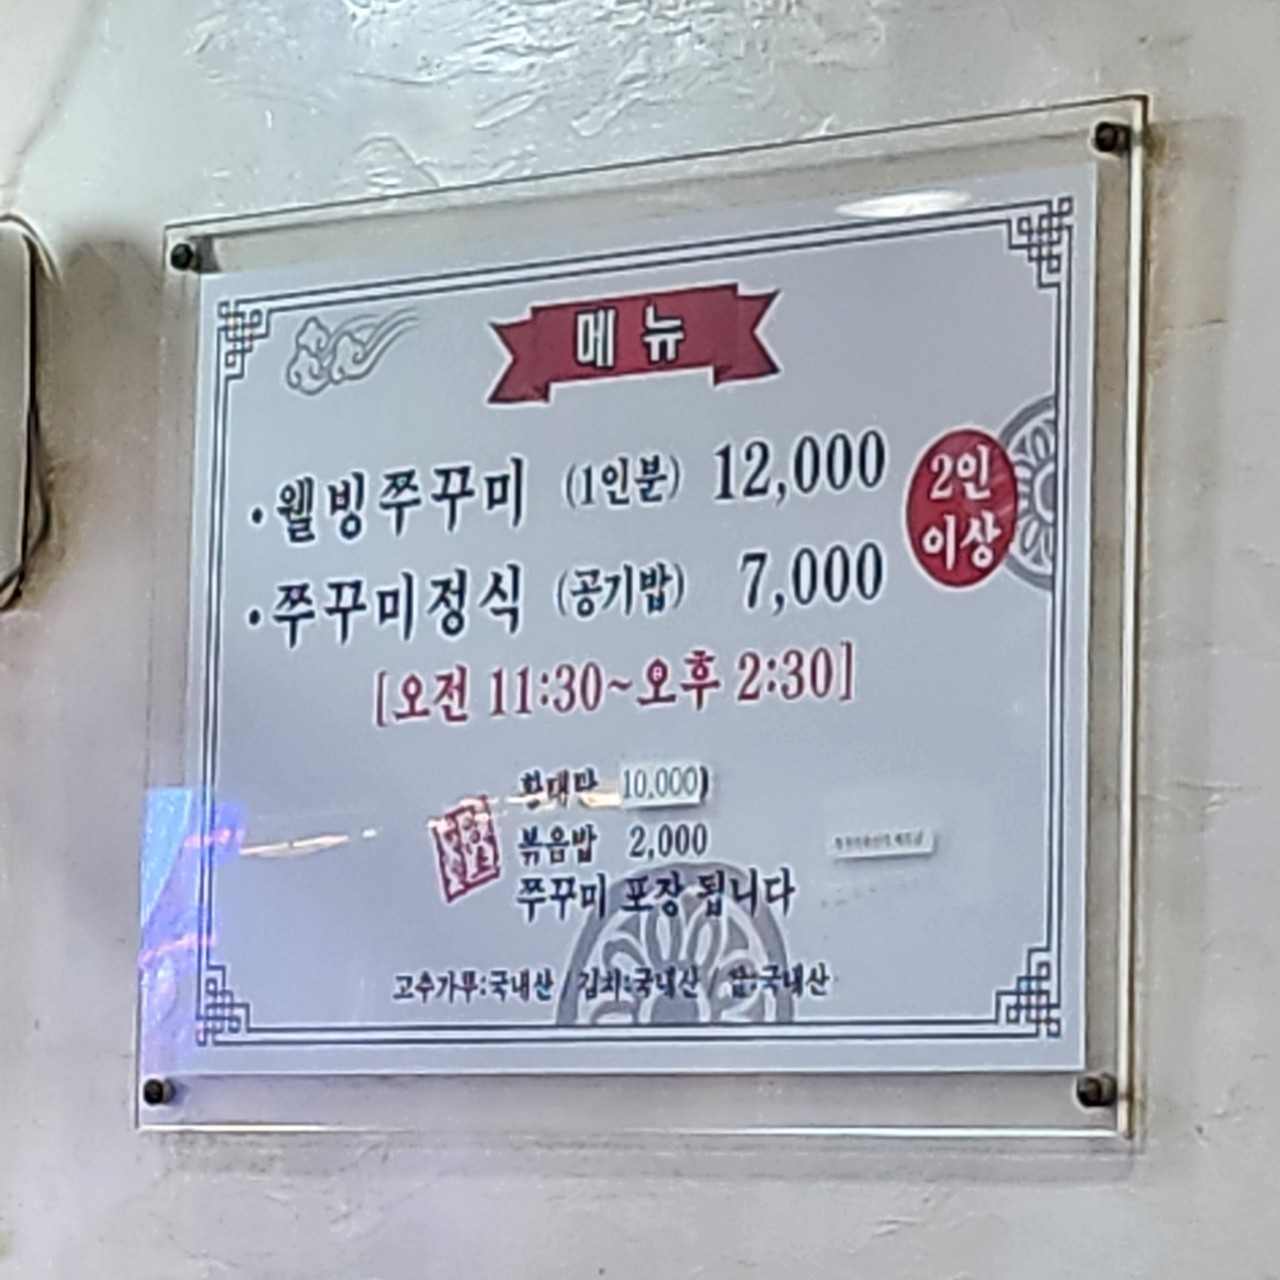 메뉴
· 웰빙쭈꾸미 (1인분) 12,000
2인
이상
· 쭈꾸미정식 (공기밥) 7,000
[오전 11:30~오후 2:30]
10,000)
볶음밥 2,000
쭈꾸미 포장 됩니다
고추가루:국내산 / 김치:국내산 / 쌀:국내산